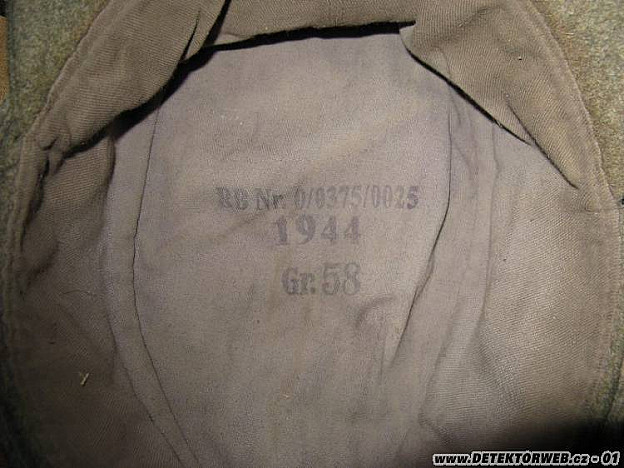 RB Nr. 0/0375/0025
1944
Gr. 58
www.DETEKTORWEB.cz - 01